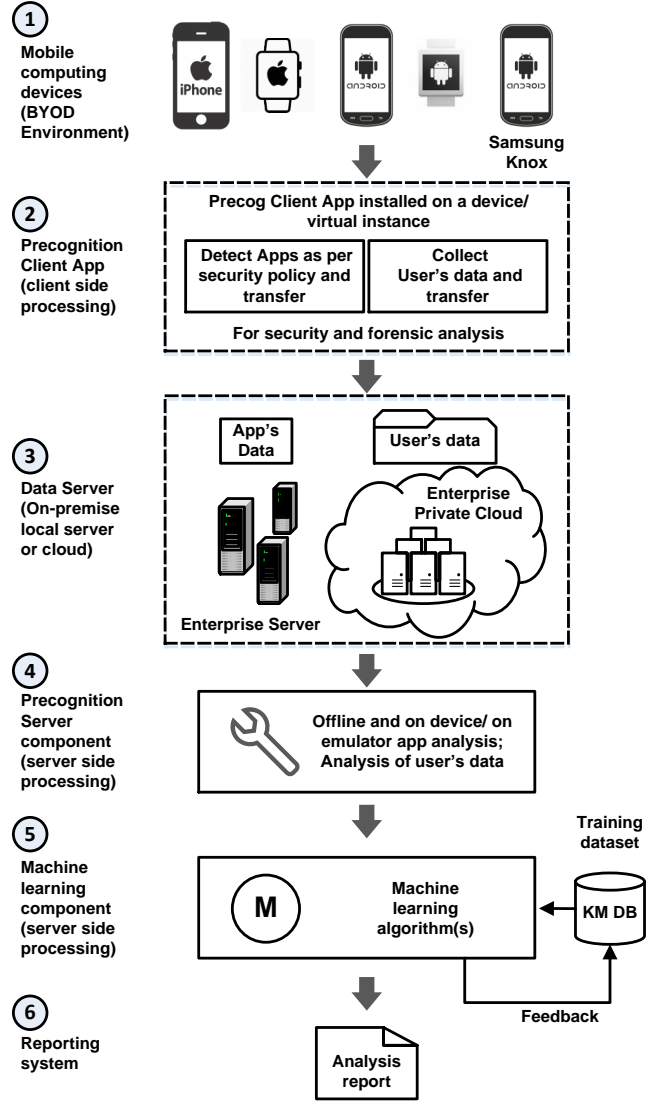 1
Mobile
computing
devices
(BYOD
Environment)
iPhone
ANDROID
ANDROID
Samsung
Knox
2
Precognition
Client App
(client side
processing)
Precog Client App installed on a device/
virtual instance
Detect Apps as per
security policy and
transfer
Collect
User's data and
transfer
For security and forensic analysis
3
Data Server
(On-premise
local server
or cloud)
App's
Data
User's data
Enterprise
Private Cloud
Enterprise Server
4
Precognition
Server
component
(server side
processing)
Offline and on device/ on
emulator app analysis;
Analysis of user's data
5
Machine
learning
component
(server side
processing)
M
Machine
learning
algorithm(s)
Training
dataset
KM DB
Feedback
6
Reporting
system
Analysis
report